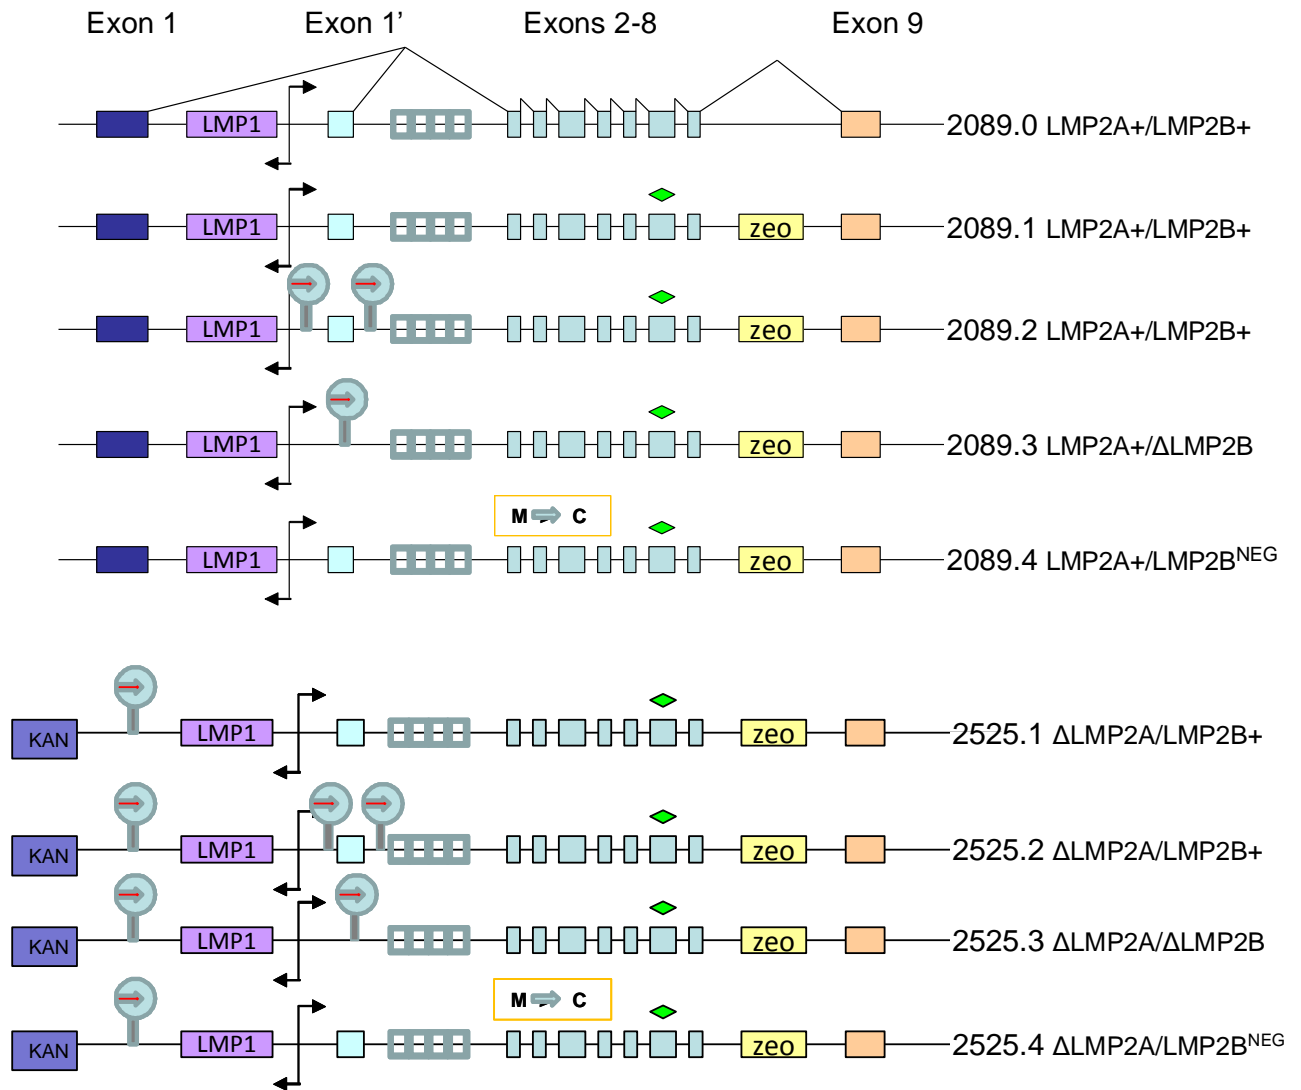 Exon 1 Exon 1’ Exons 2-8 Exon 9
LMP1 2089.0 LMP2A+/LMP2B+
LMP1 zeo 2089.1 LMP2A+/LMP2B+
LMP1 zeo 2089.2 LMP2A+/LMP2B+
LMP1 zeo 2089.3 LMP2A+/ΔLMP2B
M C
LMP1 zeo 2089.4 LMP2A+/LMP2BNEG
KAN LMP1 zeo 2525.1 ΔLMP2A/LMP2B+
KAN LMP1 zeo 2525.2 ΔLMP2A/LMP2B+
KAN LMP1 zeo 2525.3 ΔLMP2A/ΔLMP2B
M C
KAN LMP1 zeo 2525.4 ΔLMP2A/LMP2BNEG